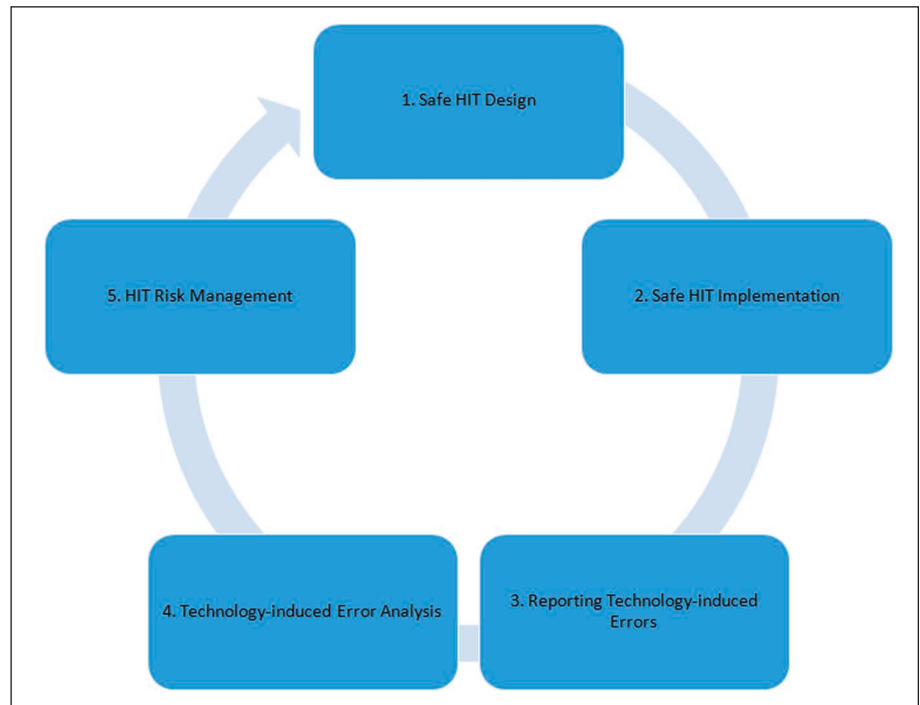 1. Safe HIT Design
2. Safe HIT Implementation
3. Reporting Technology-induced
Errors
4. Technology-induced Error Analysis
5. HIT Risk Management